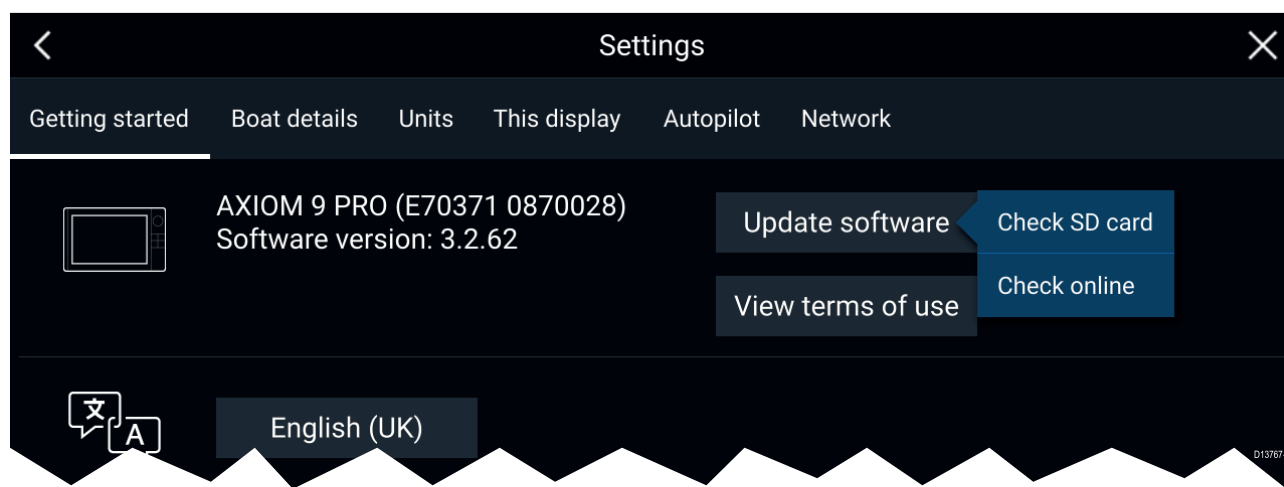 Settings
Getting started Boat details Units This display Autopilot Network
AXIOM 9 PRO (E70371 0870028)
Software version: 3.2.62
Update software
Check SD card
Check online
View terms of use
文 A
English (UK)